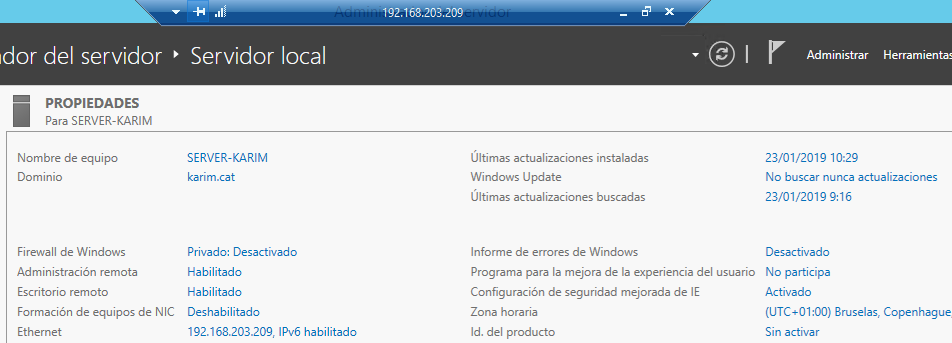 192.168.203.209
dor del servidor ‣ Servidor local
Administrar Herramientas
PROPIEDADES
Para SERVER-KARIM
Nombre de equipo SERVER-KARIM Últimas actualizaciones instaladas 23/01/2019 10:29
Dominio karim.cat Windows Update No buscar nunca actualizaciones
Últimas actualizaciones buscadas 23/01/2019 9:16
Firewall de Windows Privado: Desactivado Informe de errores de Windows Desactivado
Administración remota Habilitado Programa para la mejora de la experiencia del usuario No participa
Escritorio remoto Habilitado Configuración de seguridad mejorada de IE Activado
Formación de equipos de NIC Deshabilitado Zona horaria (UTC+01:00) Bruselas, Copenhague,
Ethernet 192.168.203.209, IPv6 habilitado Id. del producto Sin activar